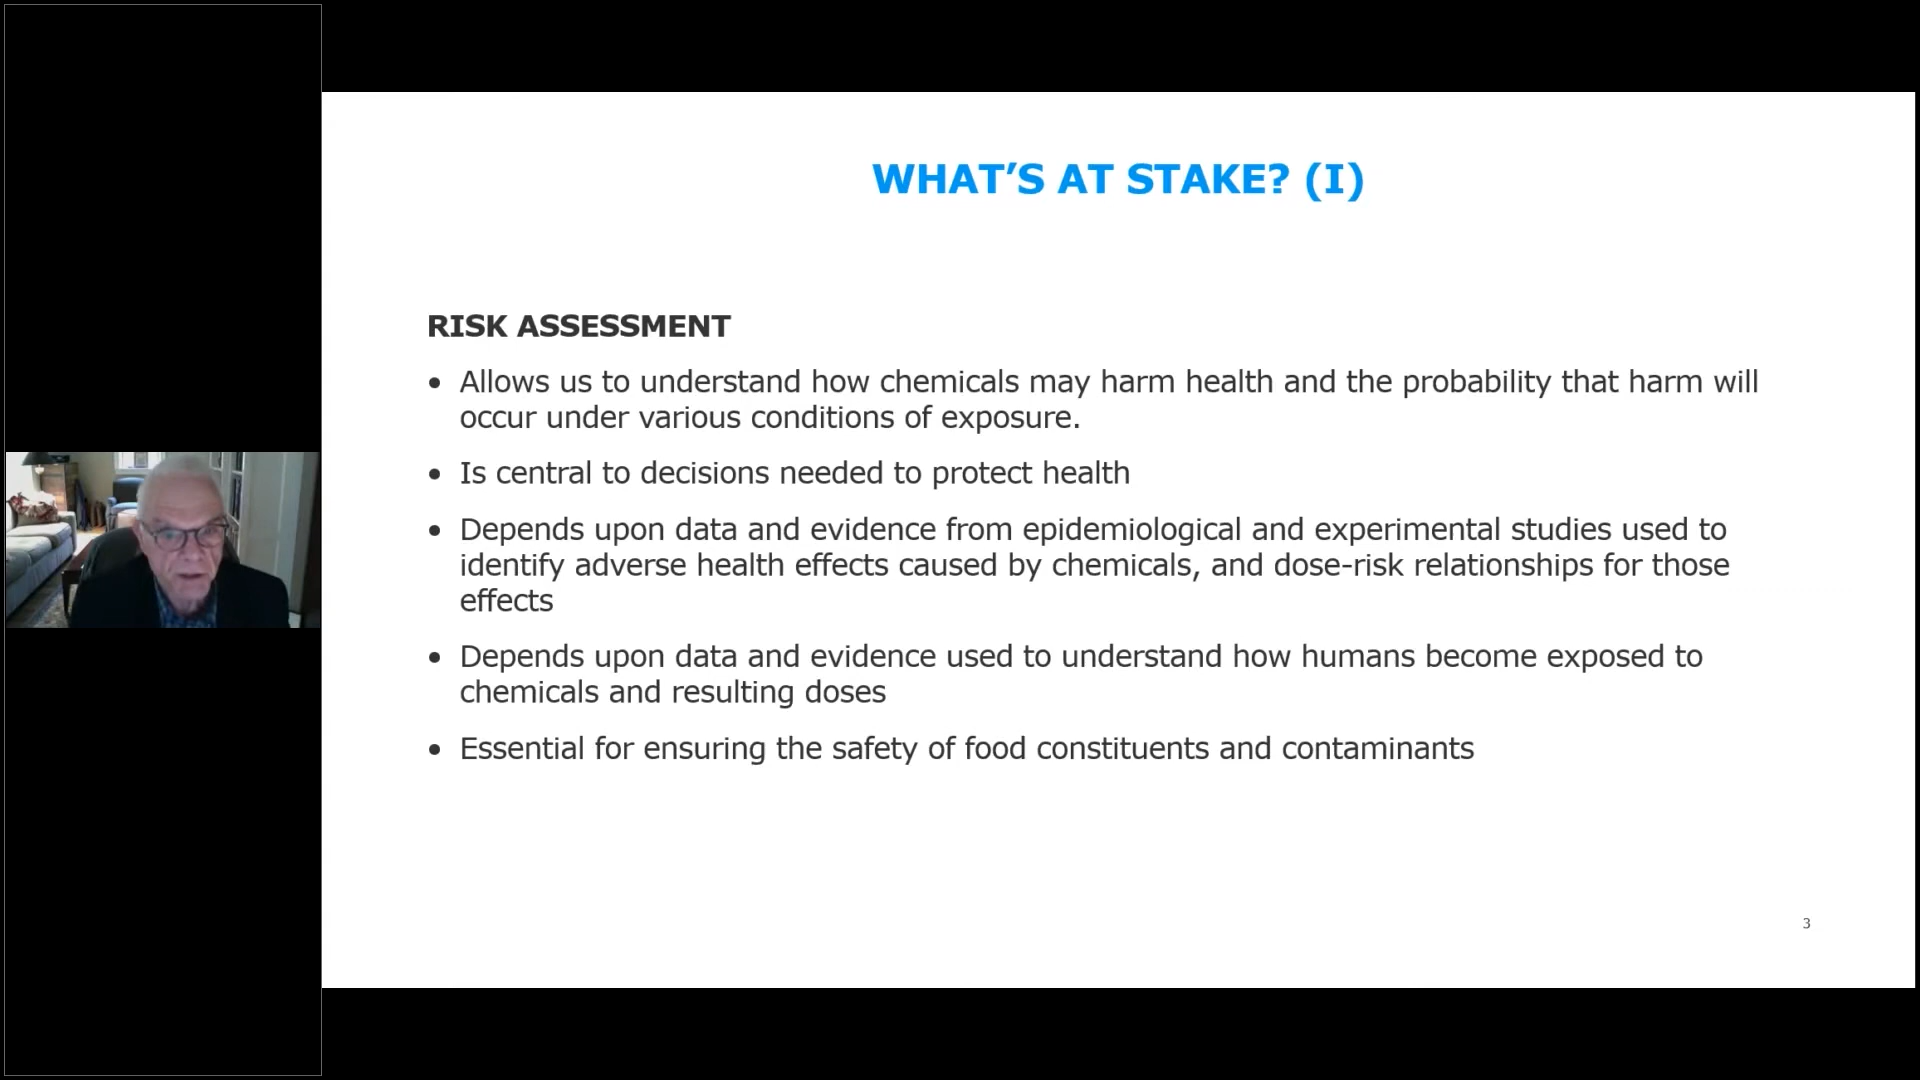 WHAT’S AT STAKE? (I)
RISK ASSESSMENT
• Allows us to understand how chemicals may harm health and the probability that harm will
occur under various conditions of exposure.
• Is central to decisions needed to protect health
• Depends upon data and evidence from epidemiological and experimental studies used to
identify adverse health effects caused by chemicals, and dose-risk relationships for those
effects
• Depends upon data and evidence used to understand how humans become exposed to
chemicals and resulting doses
• Essential for ensuring the safety of food constituents and contaminants
3